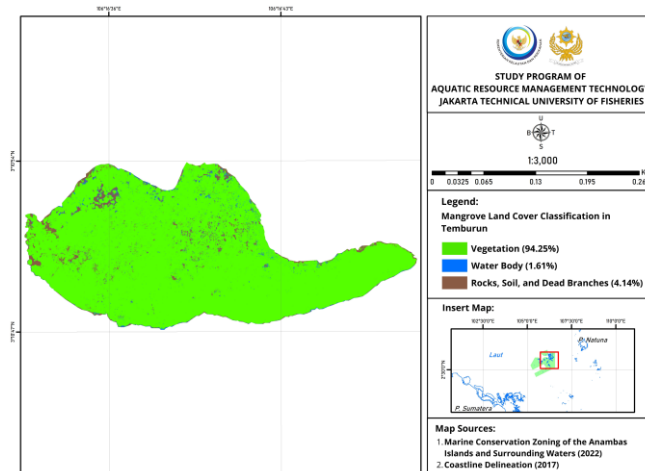 STUDY PROGRAM OF
AQUATIC RESOURCE MANAGEMENT TECHNOLOGY
JAKARTA TECHNICAL UNIVERSITY OF FISHERIES
U
B T
S
1:3,000
0 0.0325 0.065 0.13 0.195 0.26
Legend:
Mangrove Land Cover Classification in
Temburun
Vegetation (94.25%)
Water Body (1.61%)
Rocks, Soil, and Dead Branches (4.14%)
Insert Map:
P. Natuna
Laut
P. Sumatera
Map Sources:
1. Marine Conservation Zoning of the Anambas
Islands and Surrounding Waters (2022)
2. Coastline Delineation (2017)